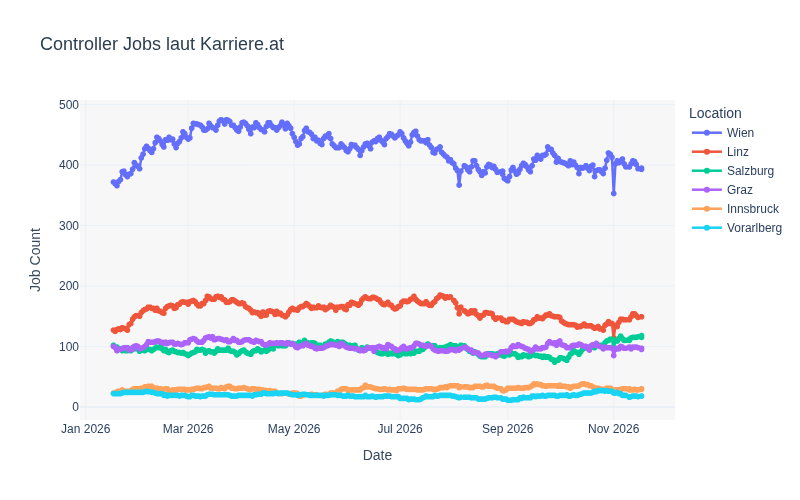 Controller Jobs laut Karriere.at
Location
Wien
Linz
Salzburg
Graz
Innsbruck
Vorarlberg
Job Count
500
400
300
200
100
0
Jan 2026
Mar 2026
May 2026
Jul 2026
Sep 2026
Nov 2026
Date